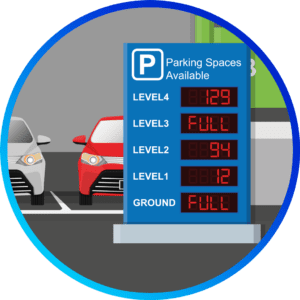 P Parking Spaces
Available
LEVEL4 129
LEVEL3 FULL
LEVEL2 94
LEVEL1 12
GROUND FULL